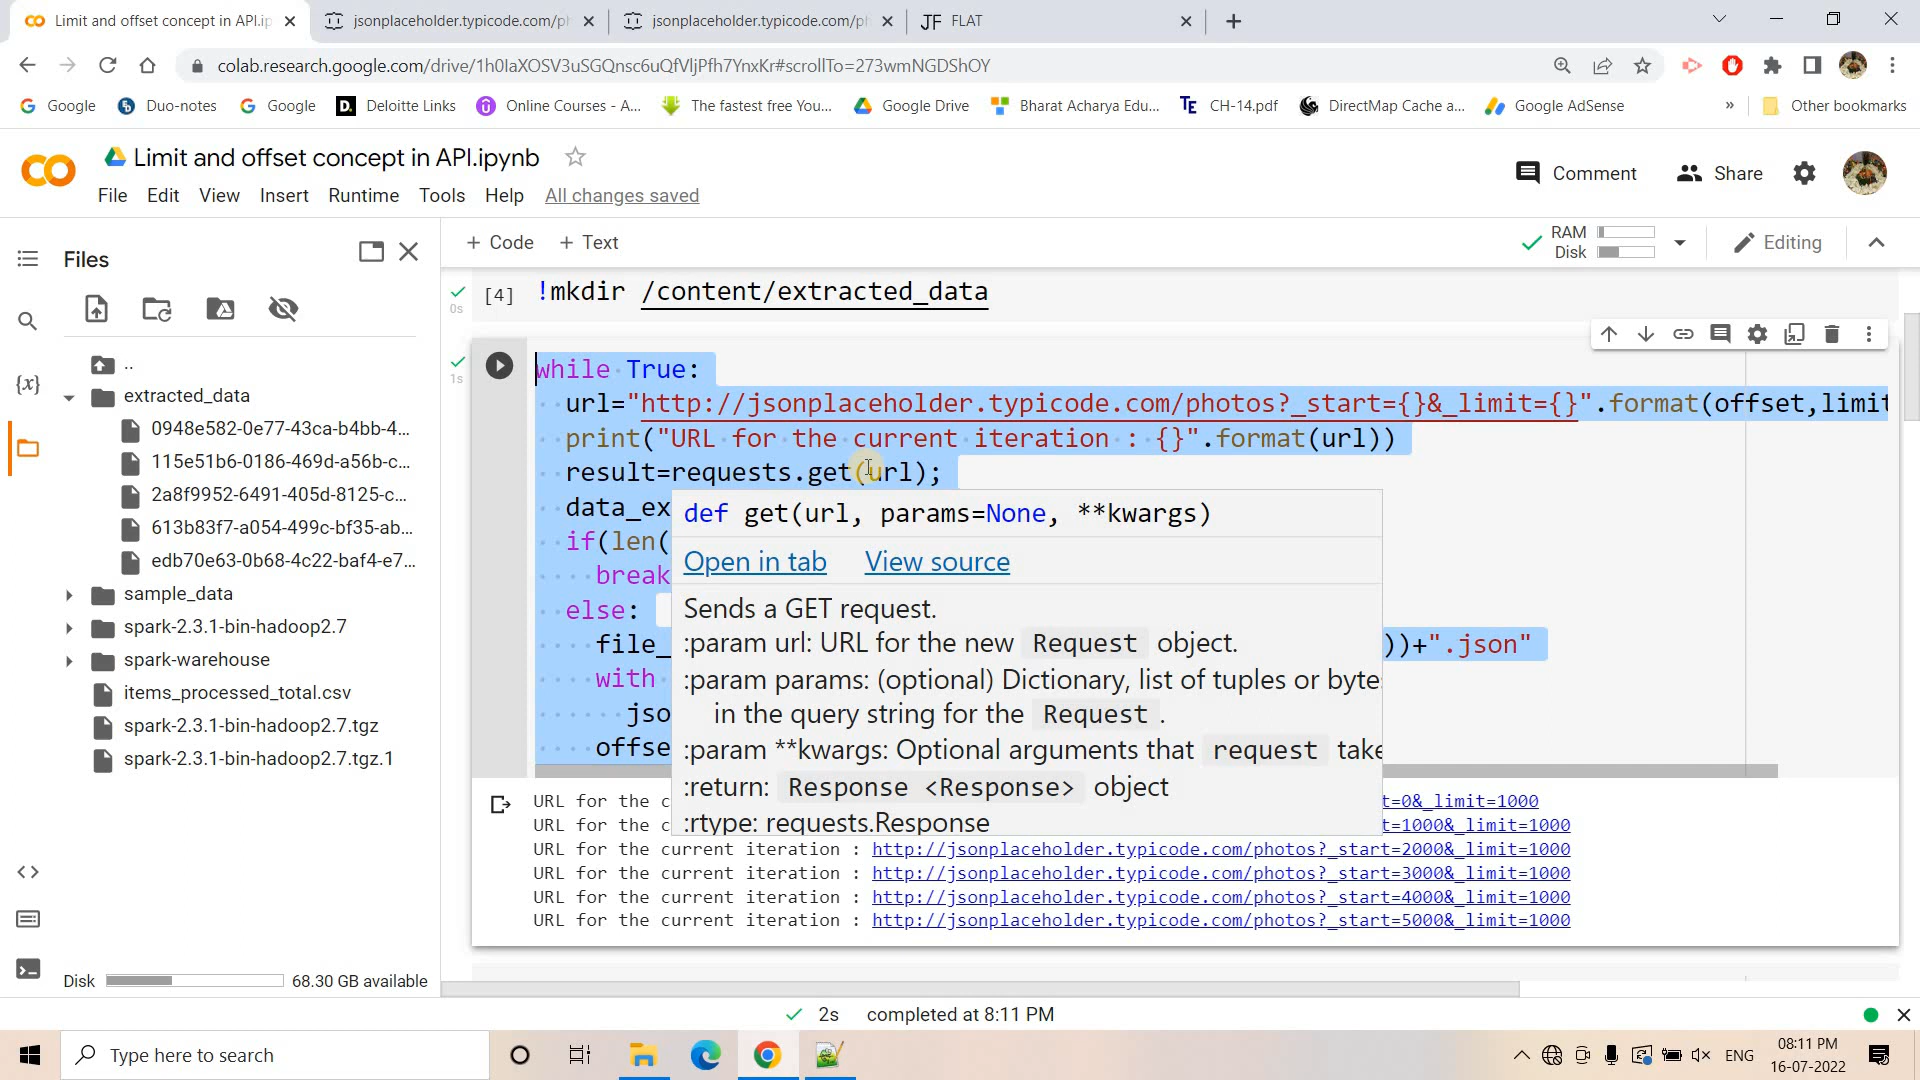 Limit and offset concept in API.ip
jsonplaceholder.typicode.com/ph
jsonplaceholder.typicode.com/ph
JF FLAT
colab.research.google.com/drive/1h0IaXOSV3uSGQnsc6uQfVljPfh7YnxKr#scrollTo=273wmNGDShOY
Google
Duo-notes
Google
Deloitte Links
Online Courses - A...
The fastest free You...
Google Drive
Bharat Acharya Edu...
CH-14.pdf
DirectMap Cache a...
Google AdSense
»
Other bookmarks
Limit and offset concept in API.ipynb
Comment
Share
File Edit View Insert Runtime Tools Help All changes saved
Files
+ Code + Text
RAM
Disk
Editing
..
extracted_data
0948e582-0e77-43ca-b4bb-4...
115e51b6-0186-469d-a56b-c...
2a8f9952-6491-405d-8125-c...
613b83f7-a054-499c-bf35-ab...
edb70e63-0b68-4c22-baf4-e7...
sample_data
spark-2.3.1-bin-hadoop2.7
spark-warehouse
items_processed_total.csv
spark-2.3.1-bin-hadoop2.7.tgz
spark-2.3.1-bin-hadoop2.7.tgz.1
Disk 68.30 GB available
0s [4] !mkdir /content/extracted_data
1s
while True:
url="http://jsonplaceholder.typicode.com/photos?_start={}&_limit={}".format(offset,limit
print("URL for the current iteration : {}".format(url))
result=requests.get(url);
data_ex
if(len(
break
else:
file_ ))+".json"
with
jso
offse
def get(url, params=None, **kwargs)
Open in tab View source
Sends a GET request.
:param url: URL for the new Request object.
:param params: (optional) Dictionary, list of tuples or byte
in the query string for the Request .
:param **kwargs: Optional arguments that request take
:return: Response <Response> object
:rtype: requests.Response
URL for the c t=0&_limit=1000
URL for the c t=1000&_limit=1000
URL for the current iteration : http://jsonplaceholder.typicode.com/photos?_start=2000&_limit=1000
URL for the current iteration : http://jsonplaceholder.typicode.com/photos?_start=3000&_limit=1000
URL for the current iteration : http://jsonplaceholder.typicode.com/photos?_start=4000&_limit=1000
URL for the current iteration : http://jsonplaceholder.typicode.com/photos?_start=5000&_limit=1000
2s completed at 8:11 PM
Type here to search
ENG
08:11 PM
16-07-2022